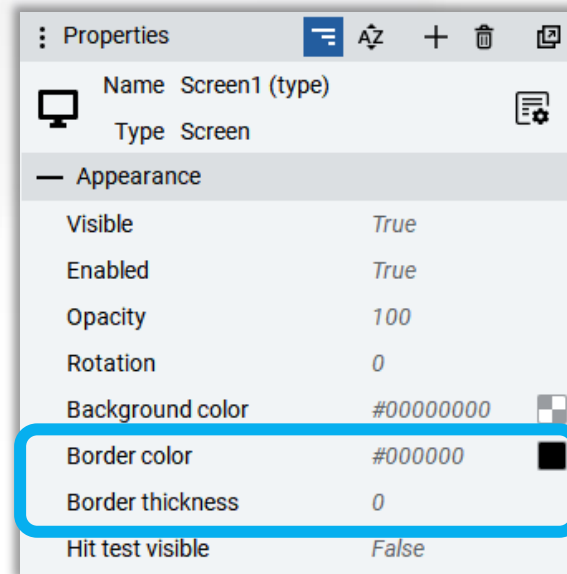 Properties AZ
Name Screen1 (type)
Type Screen
Appearance
Visible True
Enabled True
Opacity 100
Rotation 0
Background color #00000000
Border color #000000
Border thickness 0
Hit test visible False